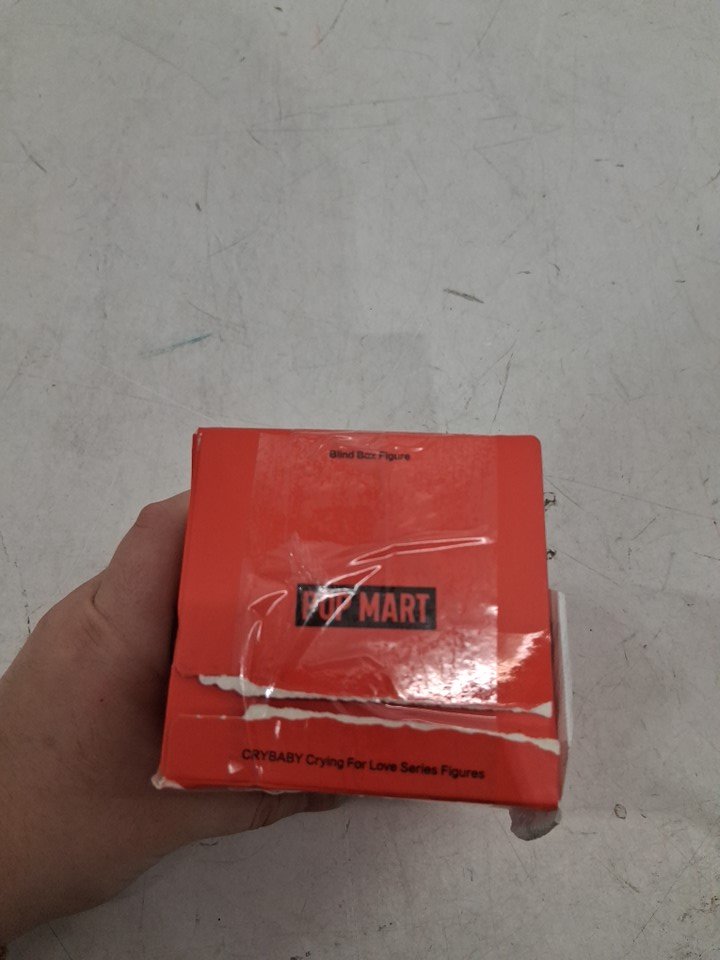 Blind Box Figure
POP MART
CRYBABY Crying For Love Series Figures